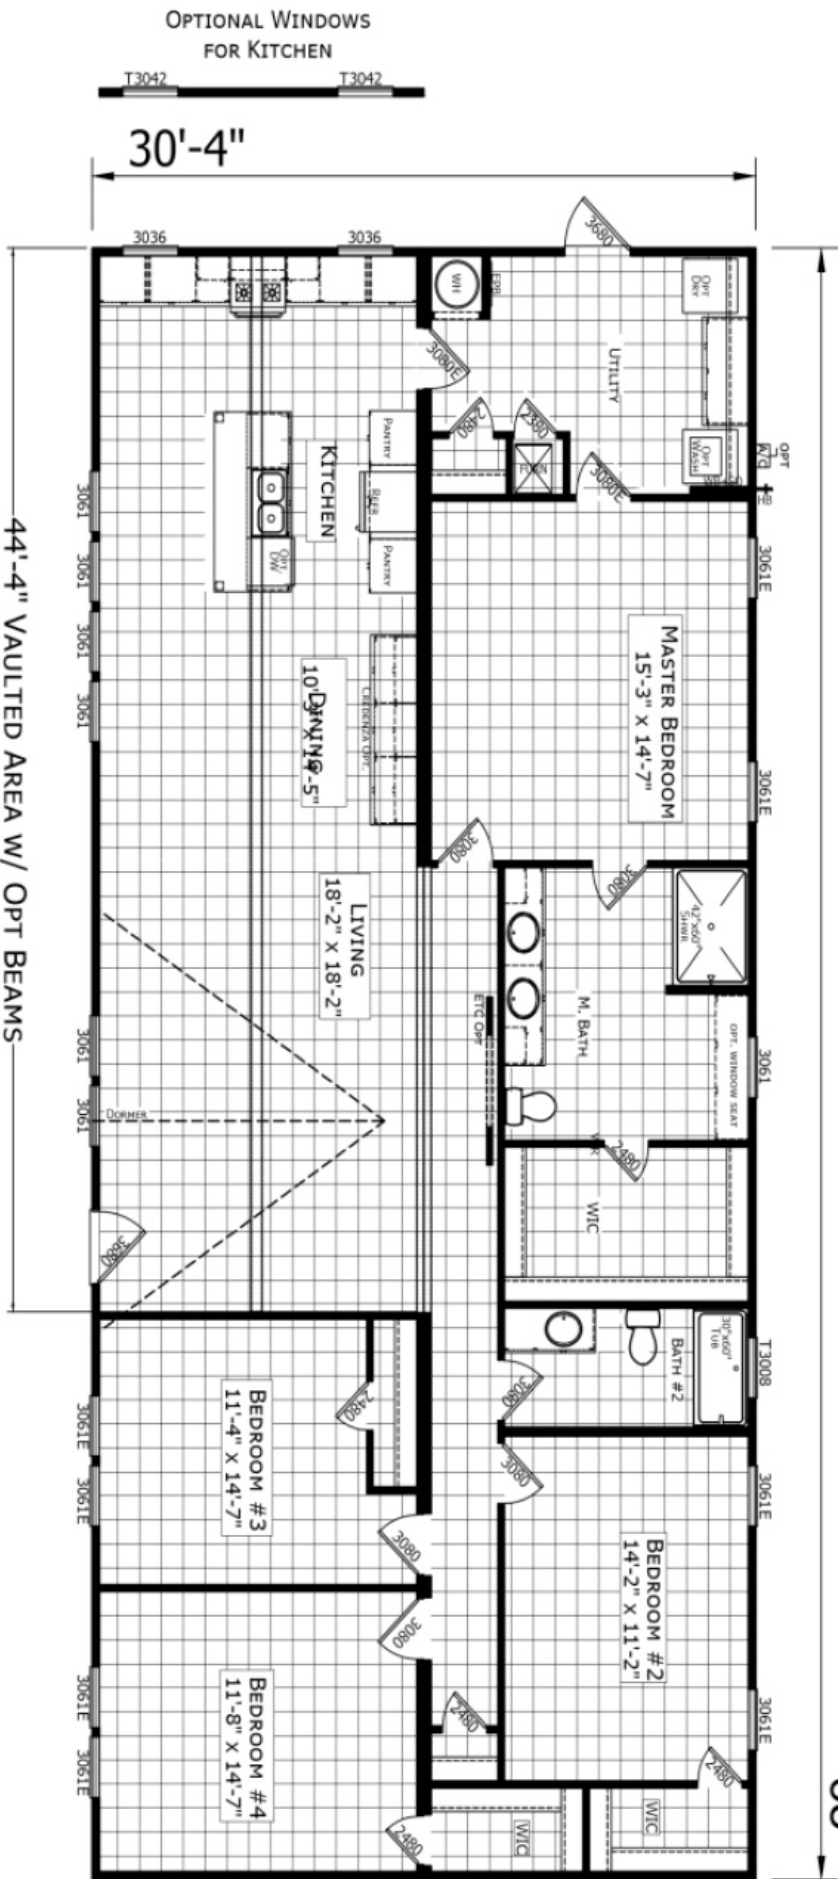 OPTIONAL WINDOWS
FOR KITCHEN
T3042
T3042
30'-4"
3036
3036
3680
WH
EPB
OPT
DRY
UTILITY
3080E
2480
2380
OPT
WASH
3080E
OPT
A/C
HB
PANTRY
REFR
PANTRY
KITCHEN
OPT.
DW
3061
3061
3061
3061
3061E
MASTER BEDROOM
15'-3" X 14'-7"
3061E
DINING
CREDENZA OPT.
44'-4" VAULTED AREA W/ OPT BEAMS
3080
3080
LIVING
18'-2" X 18'-2"
42"x60"
SHWR
ETC OPT
M. BATH
OPT. WINDOW SEAT
3061
3061
3061
DORMER
2480
WIC
3680
30"x60"
TUB
BATH #2
T3008
3080
BEDROOM #3
11'-4" X 14'-7"
2480
3061E
3061E
3080
3061E
3080
BEDROOM #2
14'-2" X 11'-2"
3080
BEDROOM #4
11'-8" X 14'-7"
3061E
3061E
3061E
2480
2480
2480
WIC
WIC